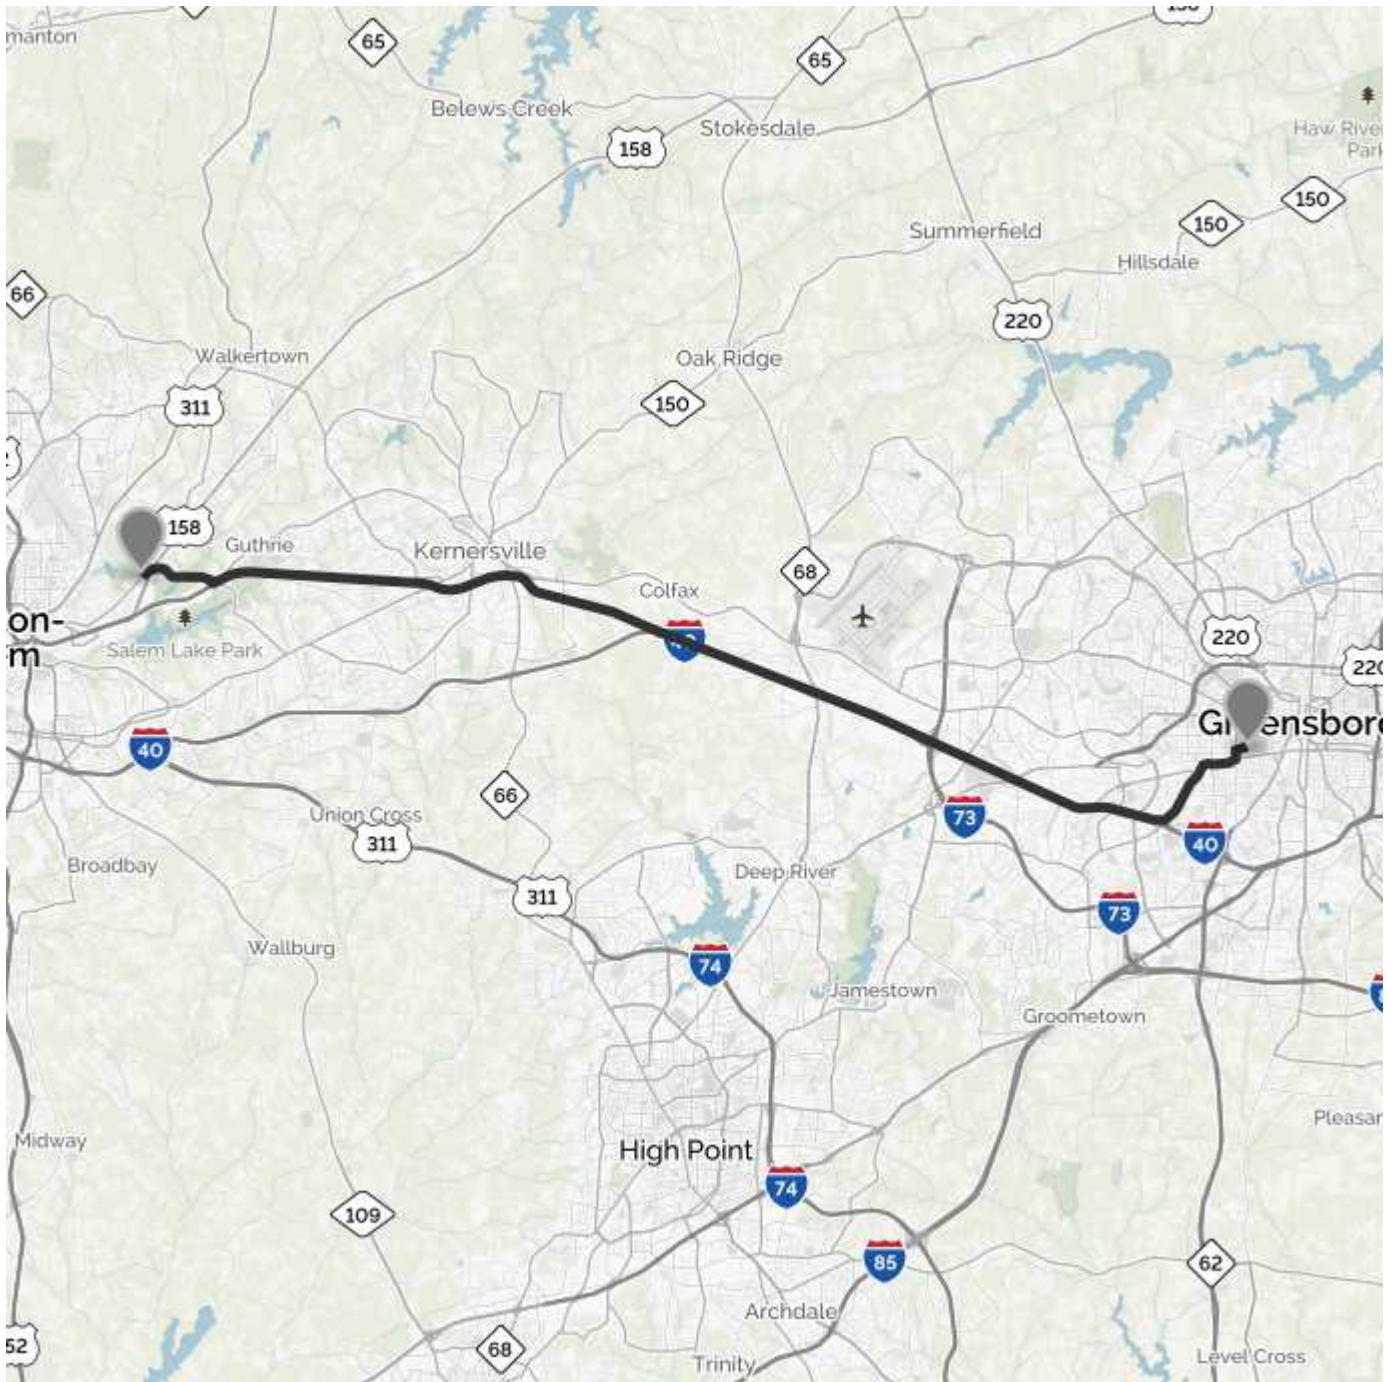 manton
65
65
Belews Creek
Stokesdale
158
Haw River
Park
150
150
Summerfield
Hillsdale
66
220
Walkertown
Oak Ridge
311
150
158
Guthrie
Kernersville
68
Colfax
on-
m
Salem Lake Park
220
220
Greensboro
40
66
73
40
Union Cross
311
Broadbay
Deep River
311
73
Wallburg
74
Jamestown
Groometown
Pleasan
Midway
High Point
74
109
85
62
Archdale
52
68
Trinity
Level Cross